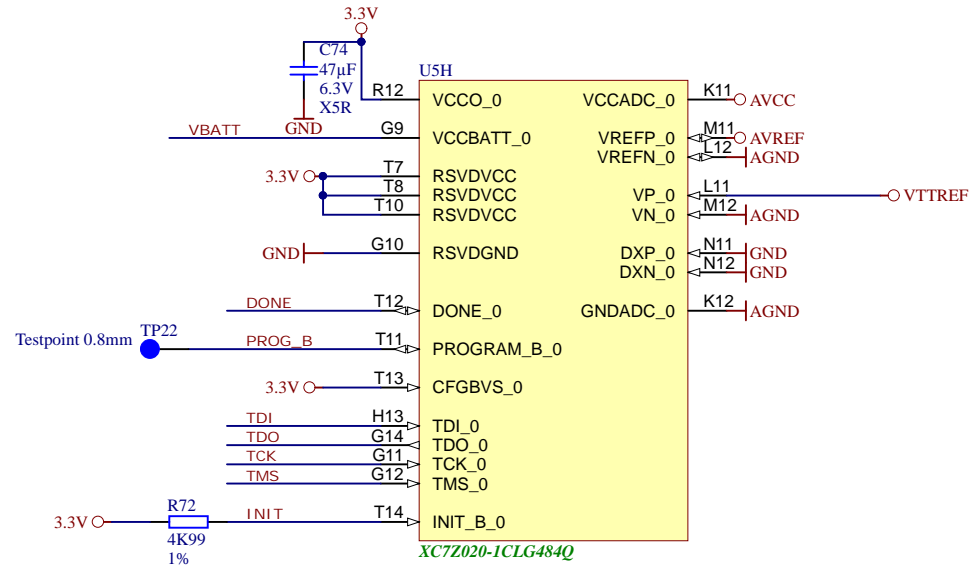 3.3V
C74
47µF
6.3V
X5R
GND
U5H
R12 VCCO_0 VCCADC_0 K11 AVCC
VBATT G9 VCCBATT_0 VREFP_0 M11 AVREF
VREFN_0 L12 AGND
3.3V T7 RSVDVCC
T8 RSVDVCC VP_0 L11 VTTREF
T10 RSVDVCC VN_0 M12 AGND
GND G10 RSVDGND DXP_0 N11 GND
DXN_0 N12 GND
DONE T12 DONE_0 GNDADC_0 K12 AGND
Testpoint 0.8mm TP22 PROG_B T11 PROGRAM_B_0
3.3V T13 CFGBVS_0
TDI H13 TDI_0
TDO G14 TDO_0
TCK G11 TCK_0
TMS G12 TMS_0
3.3V R72 INIT T14 INIT_B_0
4K99
1%
XC7Z020-1CLG484Q